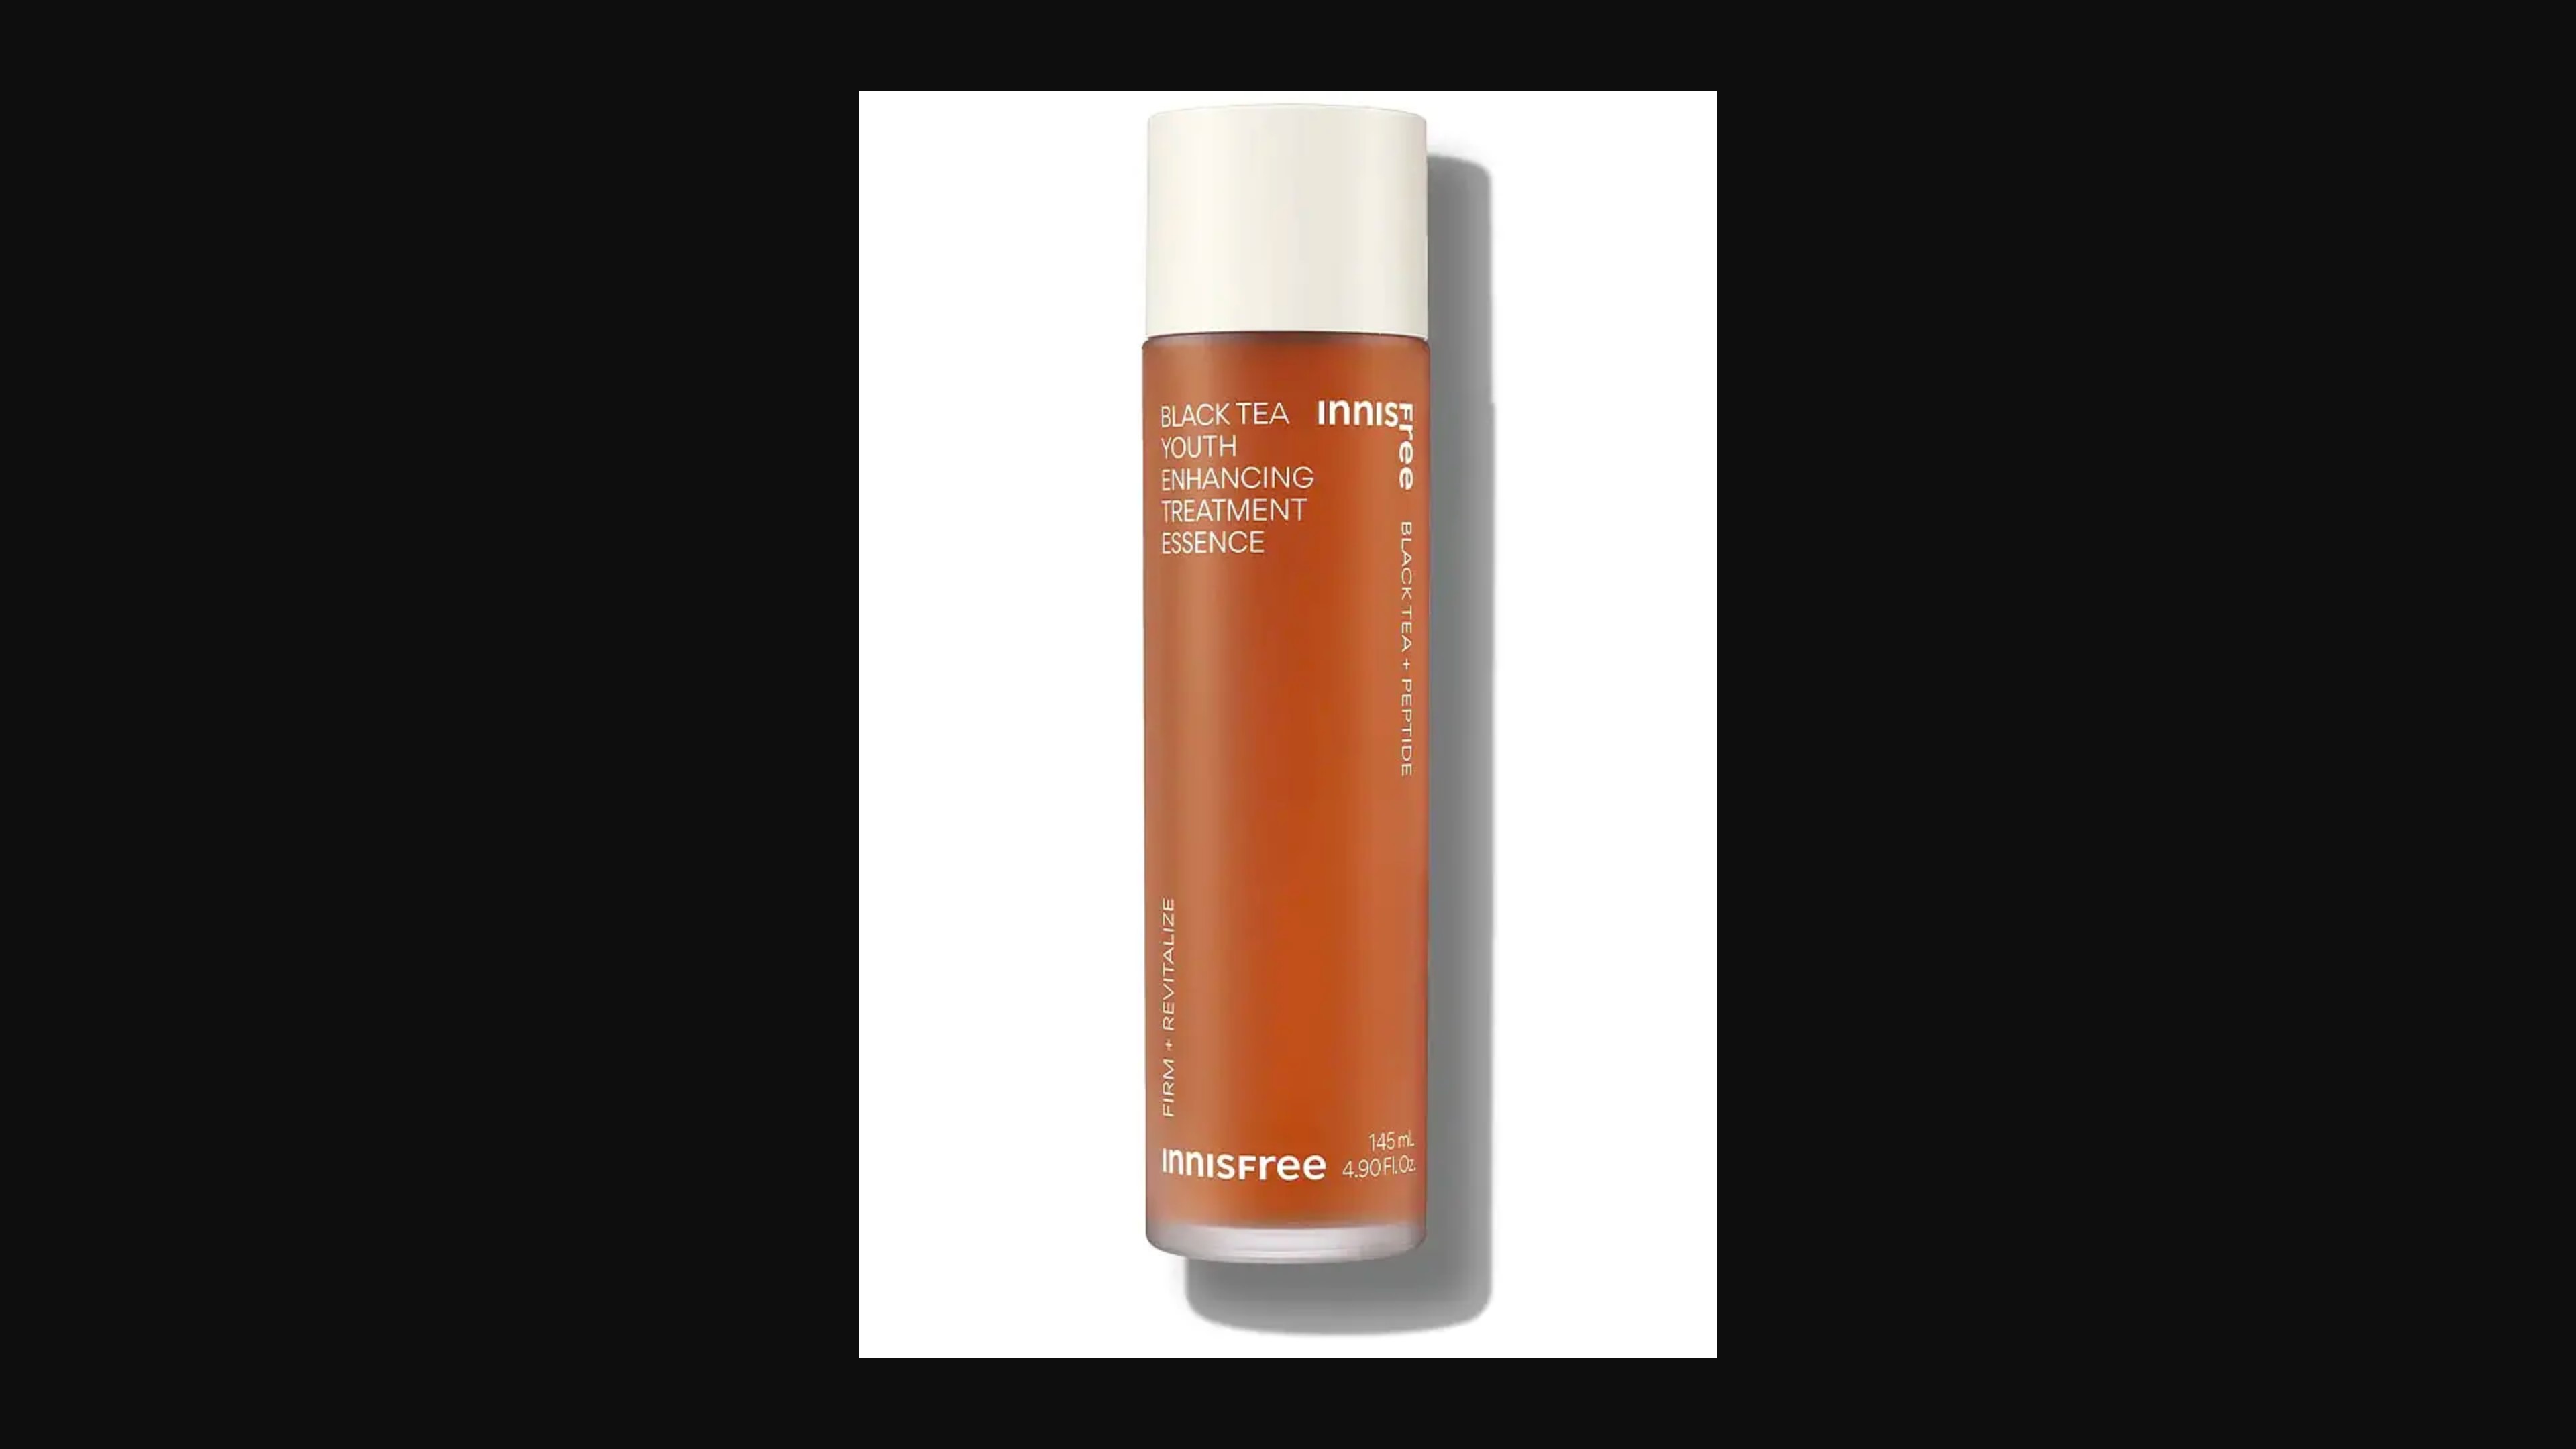 BLACK TEA
YOUTH
ENHANCING
TREATMENT
ESSENCE
innisFree
BLACK TEA + PEPTIDE
FIRM + REVITALIZE
innisFree
145 mL
4.90 Fl. Oz.